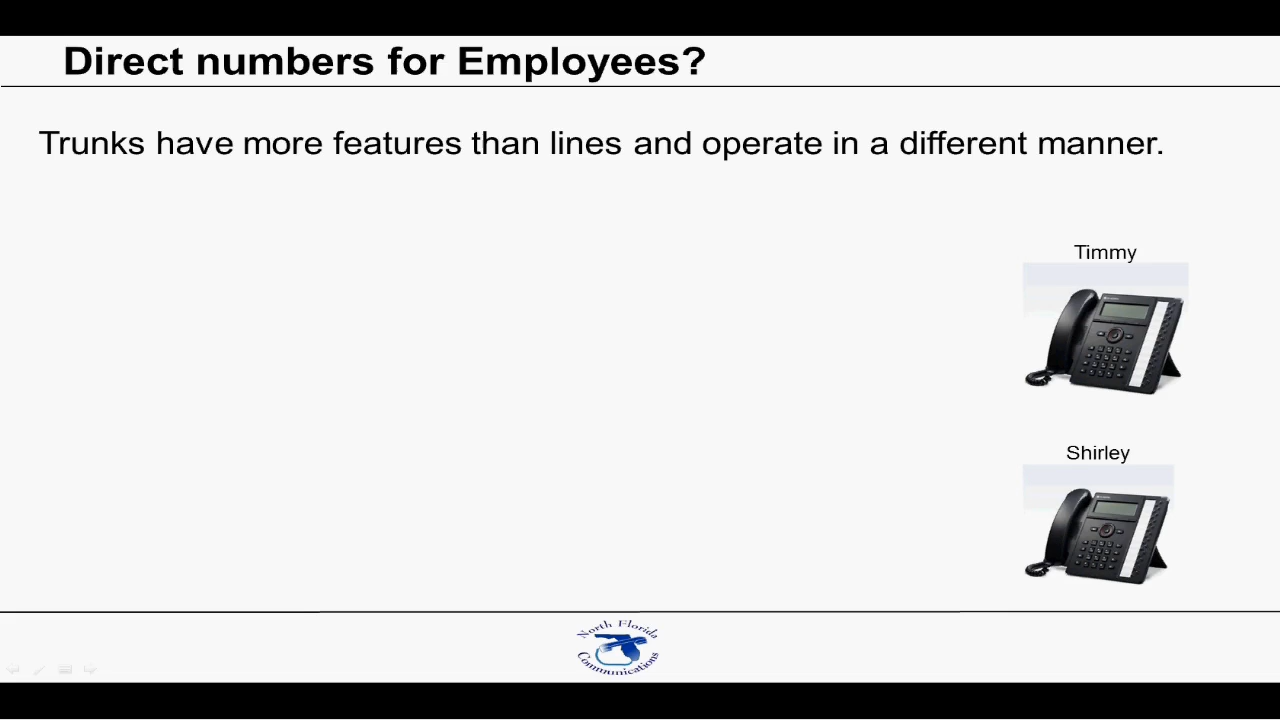 Direct numbers for Employees?
Trunks have more features than lines and operate in a different manner.
Timmy
Shirley
North Florida
Communications